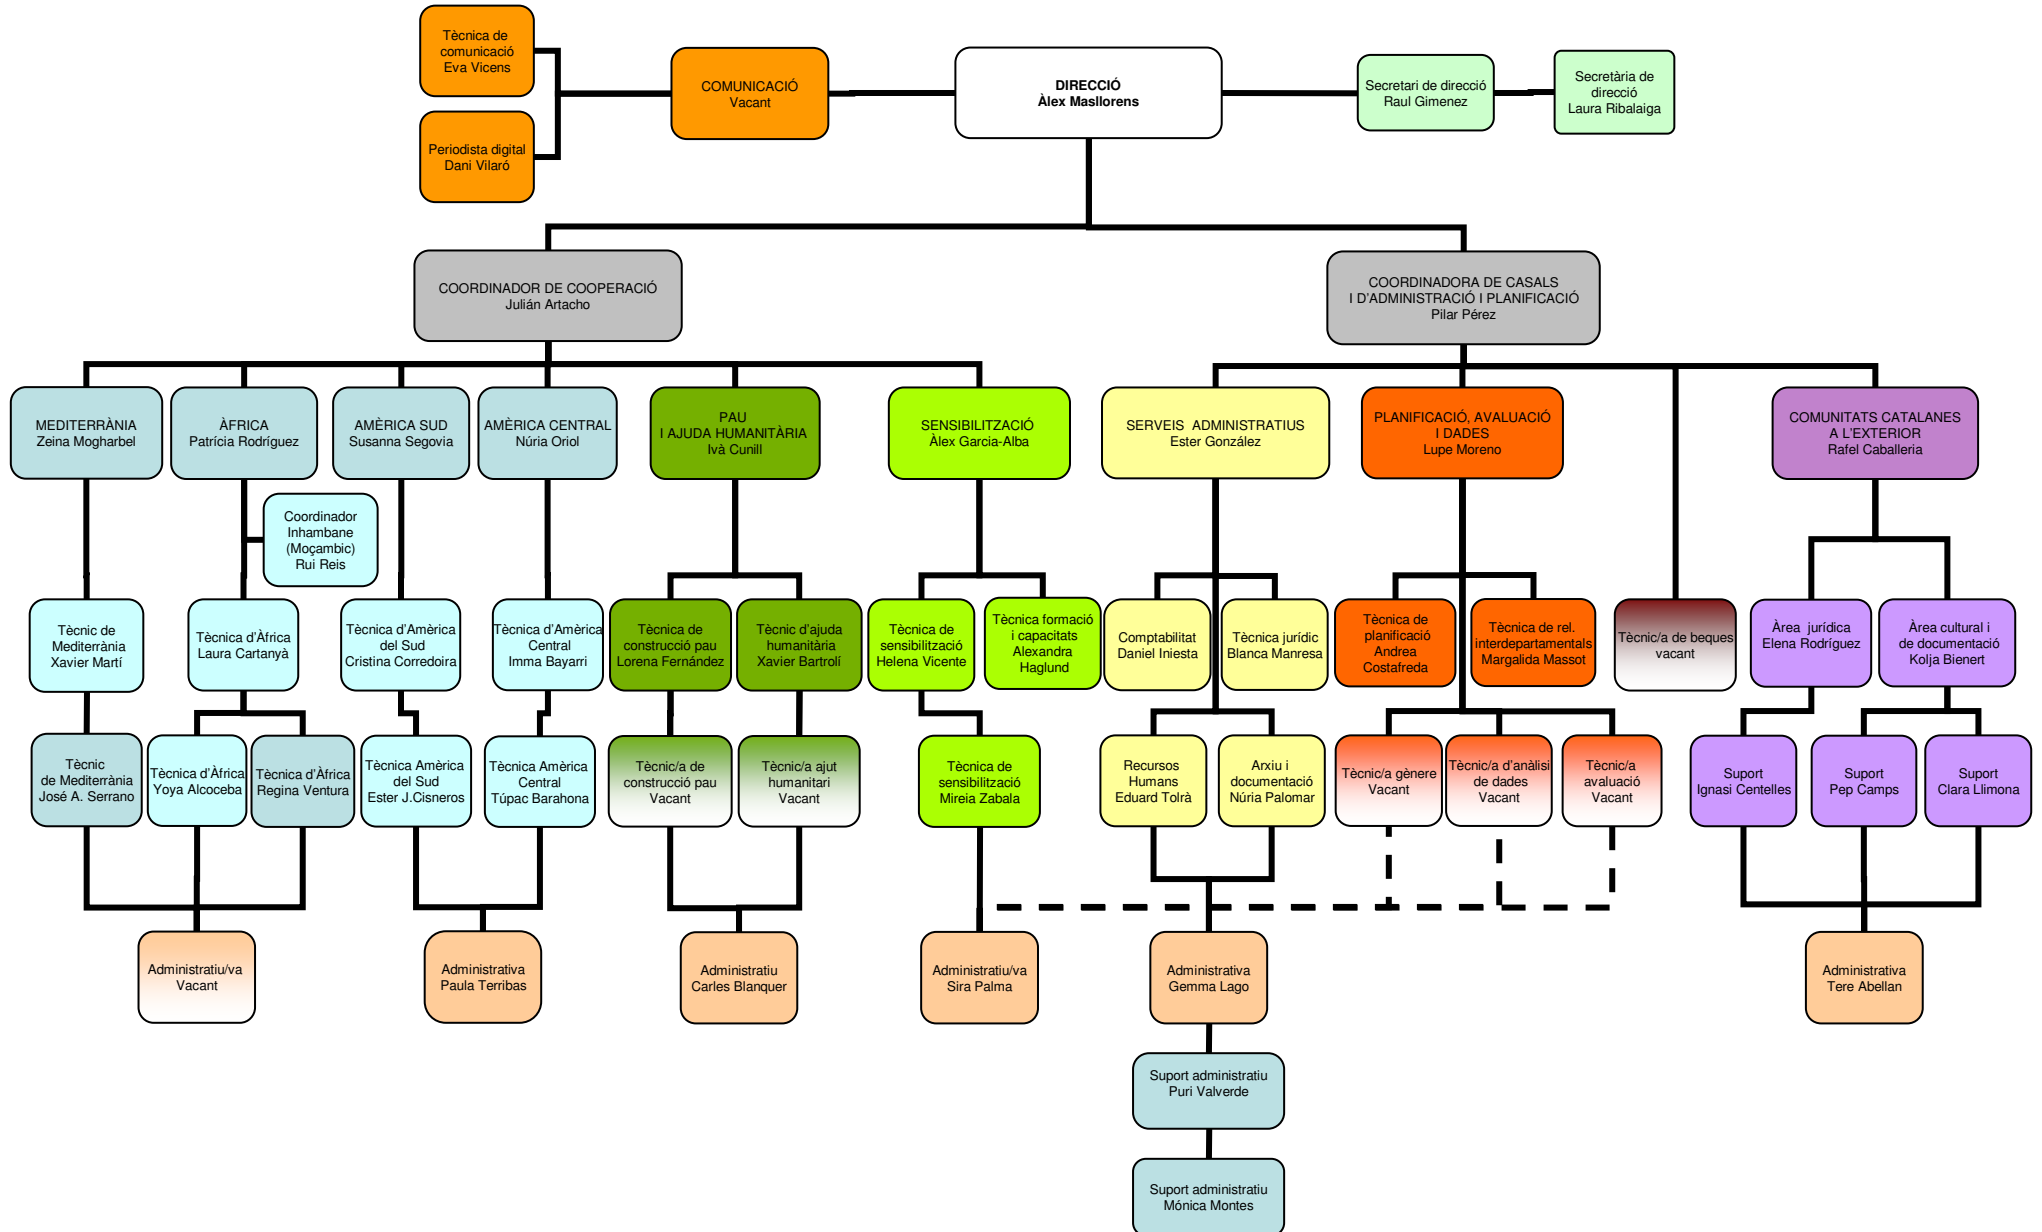 Tècnica de
comunicació
Eva Vicens
COMUNICACIÓ
Vacant
DIRECCIÓ
Àlex Masllorens
Secretari de direcció
Raul Gimenez
Secretària de
direcció
Laura Ribalaiga
Periodista digital
Dani Vilaró
COORDINADOR DE COOPERACIÓ
Julián Artacho
COORDINADORA DE CASALS
I D'ADMINISTRACIÓ I PLANIFICACIÓ
Pilar Pérez
MEDITERRÀNIA
Zeina Mogharbel
ÀFRICA
Patrícia Rodríguez
AMÈRICA SUD
Susanna Segovia
AMÈRICA CENTRAL
Núria Oriol
PAU
I AJUDA HUMANITÀRIA
Ivà Cunill
SENSIBILITZACIÓ
Àlex Garcia-Alba
SERVEIS ADMINISTRATIUS
Ester González
PLANIFICACIÓ, AVALUACIÓ
I DADES
Lupe Moreno
COMUNITATS CATALANES
A L'EXTERIOR
Rafel Caballeria
Coordinador
Inhambane
(Moçambic)
Rui Reis
Tècnic de
Mediterrània
Xavier Martí
Tècnica d'Àfrica
Laura Cartanyà
Tècnica d'Amèrica
del Sud
Cristina Corredoira
Tècnica d'Amèrica
Central
Imma Bayarri
Tècnica de
construcció pau
Lorena Fernández
Tècnic d'ajuda
humanitària
Xavier Bartrolí
Tècnica de
sensibilització
Helena Vicente
Tècnica formació
i capacitats
Alexandra
Haglund
Comptabilitat
Daniel Iniesta
Tècnica jurídic
Blanca Manresa
Tècnica de
planificació
Andrea
Costafreda
Tècnica de rel.
interdepartamentals
Margalida Massot
Tècnic/a de beques
vacant
Àrea jurídica
Elena Rodríguez
Àrea cultural i
de documentació
Kolja Bienert
Tècnic
de Mediterrània
José A. Serrano
Tècnica d'Àfrica
Yoya Alcoceba
Tècnica d'Àfrica
Regina Ventura
Tècnica Amèrica
del Sud
Ester J.Cisneros
Tècnica Amèrica
Central
Túpac Barahona
Tècnic/a de
construcció pau
Vacant
Tècnic/a ajut
humanitari
Vacant
Tècnica de
sensibilització
Mireia Zabala
Recursos
Humans
Eduard Tolrà
Arxiu i
documentació
Núria Palomar
Tècnic/a gènere
Vacant
Tècnic/a d'anàlisi
de dades
Vacant
Tècnic/a
avaluació
Vacant
Suport
Ignasi Centelles
Suport
Pep Camps
Suport
Clara Llimona
Administratiu/va
Vacant
Administrativa
Paula Terribas
Administratiu
Carles Blanquer
Administratiu/va
Sira Palma
Administrativa
Gemma Lago
Administrativa
Tere Abellan
Suport administratiu
Puri Valverde
Suport administratiu
Mónica Montes